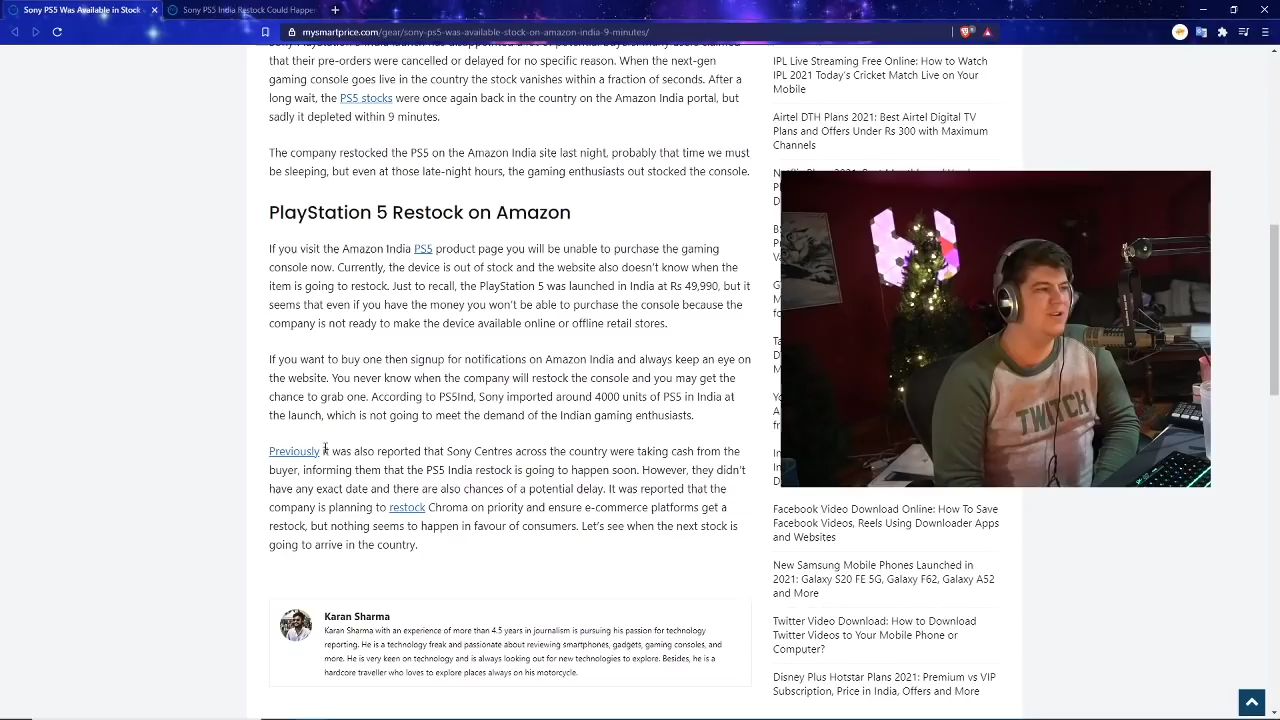 Sony PS5 Was Available in Stock
Sony PS5 India Restock Could Happen
mysmartprice.com/gear/sony-ps5-was-available-stock-on-amazon-india-9-minutes/
that their pre-orders were cancelled or delayed for no specific reason. When the next-gen
gaming console goes live in the country the stock vanishes within a fraction of seconds. After a
long wait, the PS5 stocks were once again back in the country on the Amazon India portal, but
sadly it depleted within 9 minutes.
The company restocked the PS5 on the Amazon India site last night, probably that time we must
be sleeping, but even at those late-night hours, the gaming enthusiasts out stocked the console.
PlayStation 5 Restock on Amazon
If you visit the Amazon India PS5 product page you will be unable to purchase the gaming
console now. Currently, the device is out of stock and the website also doesn't know when the
item is going to restock. Just to recall, the PlayStation 5 was launched in India at Rs 49,990, but it
seems that even if you have the money you won't be able to purchase the console because the
company is not ready to make the device available online or offline retail stores.
If you want to buy one then signup for notifications on Amazon India and always keep an eye on
the website. You never know when the company will restock the console and you may get the
chance to grab one. According to PS5Ind, Sony imported around 4000 units of PS5 in India at
the launch, which is not going to meet the demand of the Indian gaming enthusiasts.
Previously it was also reported that Sony Centres across the country were taking cash from the
buyer, informing them that the PS5 India restock is going to happen soon. However, they didn't
have any exact date and there are also chances of a potential delay. It was reported that the
company is planning to restock Chroma on priority and ensure e-commerce platforms get a
restock, but nothing seems to happen in favour of consumers. Let's see when the next stock is
going to arrive in the country.
Karan Sharma
Karan Sharma with an experience of more than 4.5 years in journalism is pursuing his passion for technology
reporting. He is a technology freak and passionate about reviewing smartphones, gadgets, gaming consoles, and
more. He is very keen on technology and is always looking out for new technologies to explore. Besides, he is a
hardcore traveller who loves to explore places always on his motorcycle.
IPL Live Streaming Free Online: How to Watch
IPL 2021 Today's Cricket Match Live on Your
Mobile
Airtel DTH Plans 2021: Best Airtel Digital TV
Plans and Offers Under Rs 300 with Maximum
Channels
TWITCH
Facebook Video Download Online: How To Save
Facebook Videos, Reels Using Downloader Apps
and Websites
New Samsung Mobile Phones Launched in
2021: Galaxy S20 FE 5G, Galaxy F62, Galaxy A52
and More
Twitter Video Download: How to Download
Twitter Videos to Your Mobile Phone or
Computer?
Disney Plus Hotstar Plans 2021: Premium vs VIP
Subscription, Price in India, Offers and More